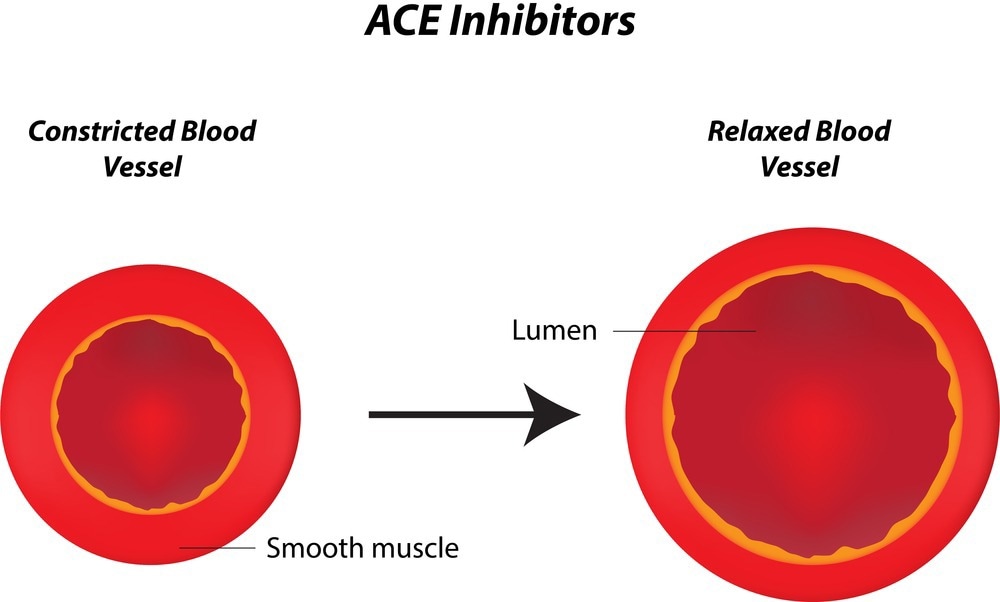 ACE Inhibitors
Constricted Blood
Vessel
Relaxed Blood
Vessel
Lumen
Smooth muscle